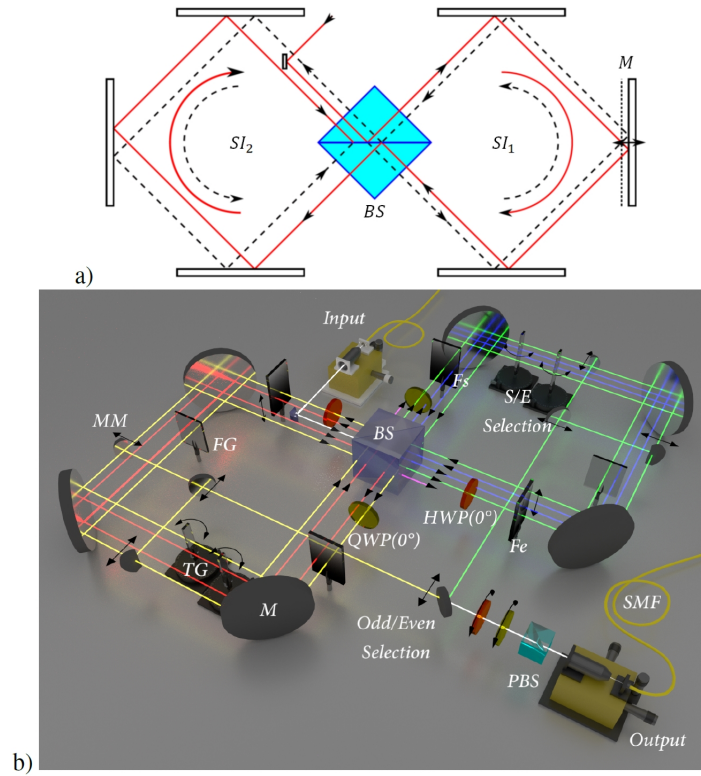 M
SI₂
SI₁
BS
a)
Input
Fs
S/E
Selection
MM
FG
BS
HWP(0°)
QWP(0°)
Fe
TG
M
SMF
Odd/Even
Selection
PBS
Output
b)